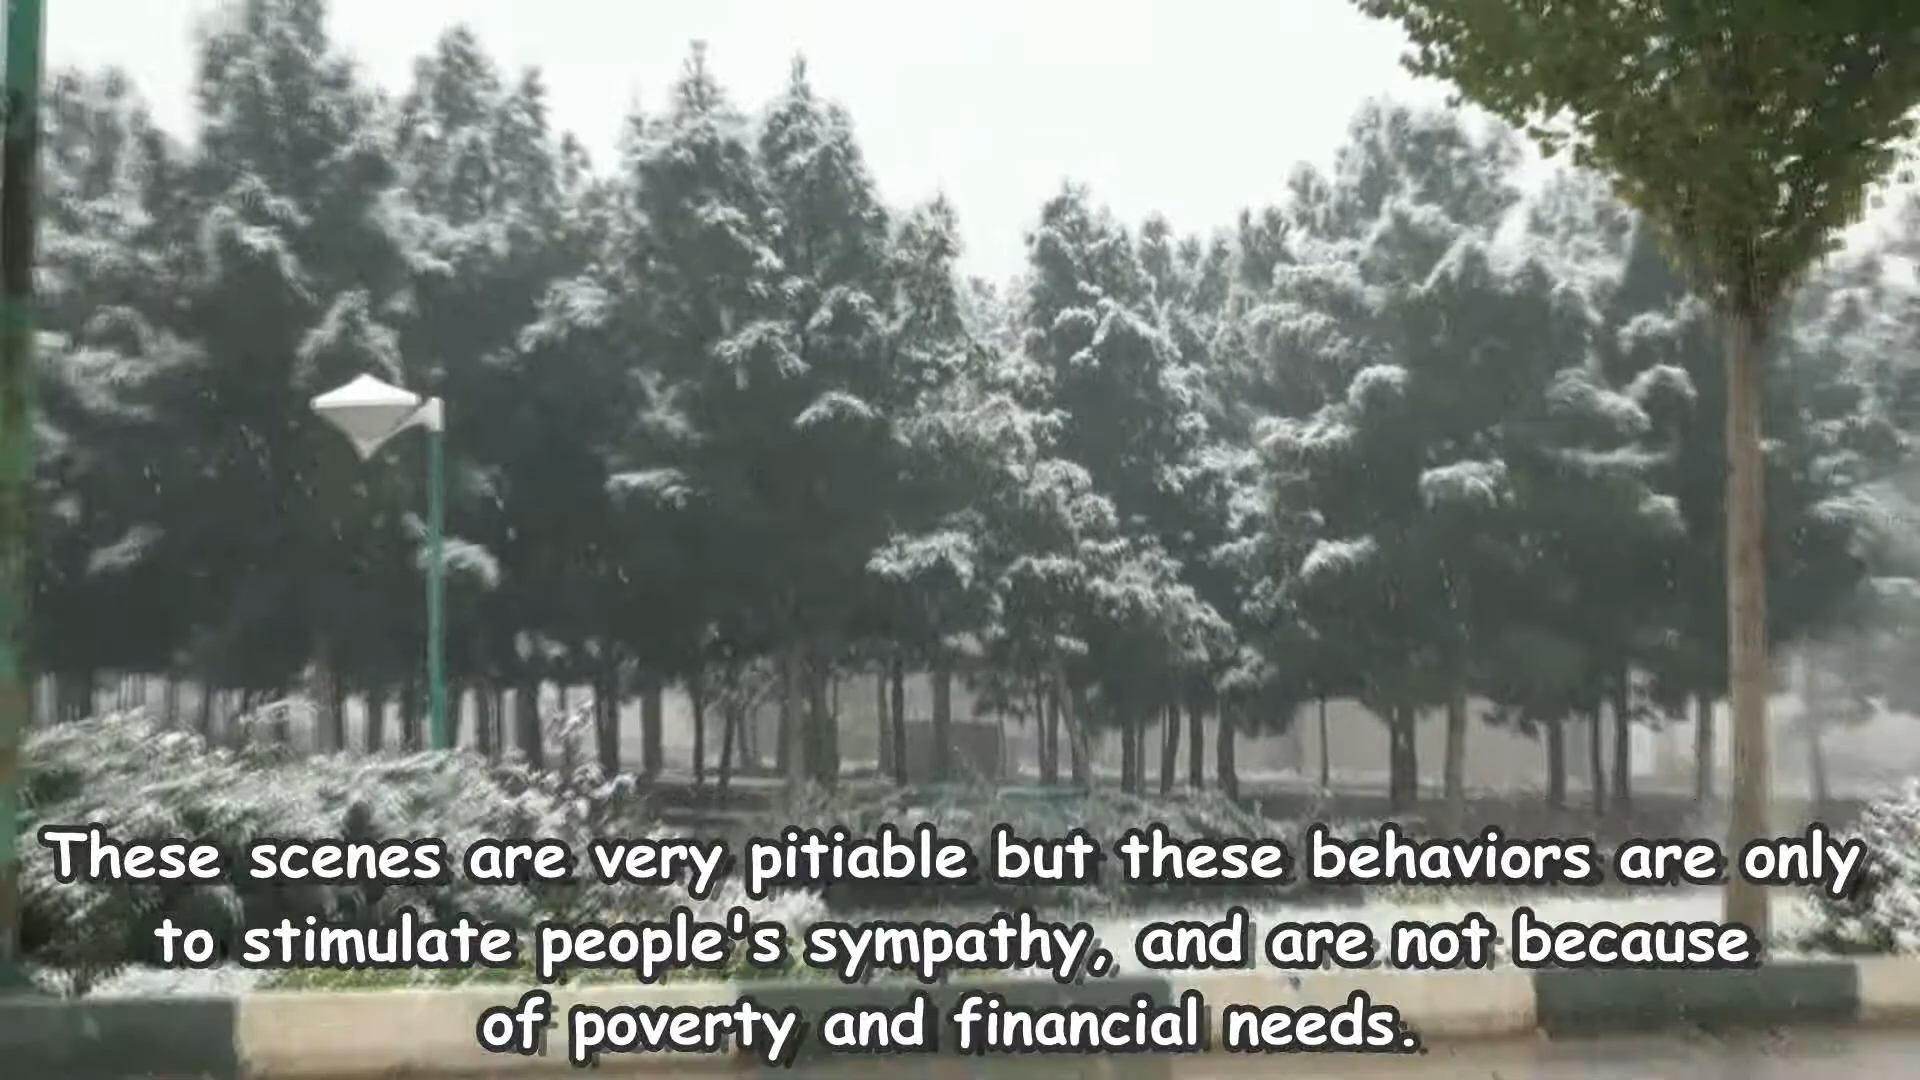 These scenes are very pitiable but these behaviors are only
to stimulate people's sympathy, and are not because
of poverty and financial needs.